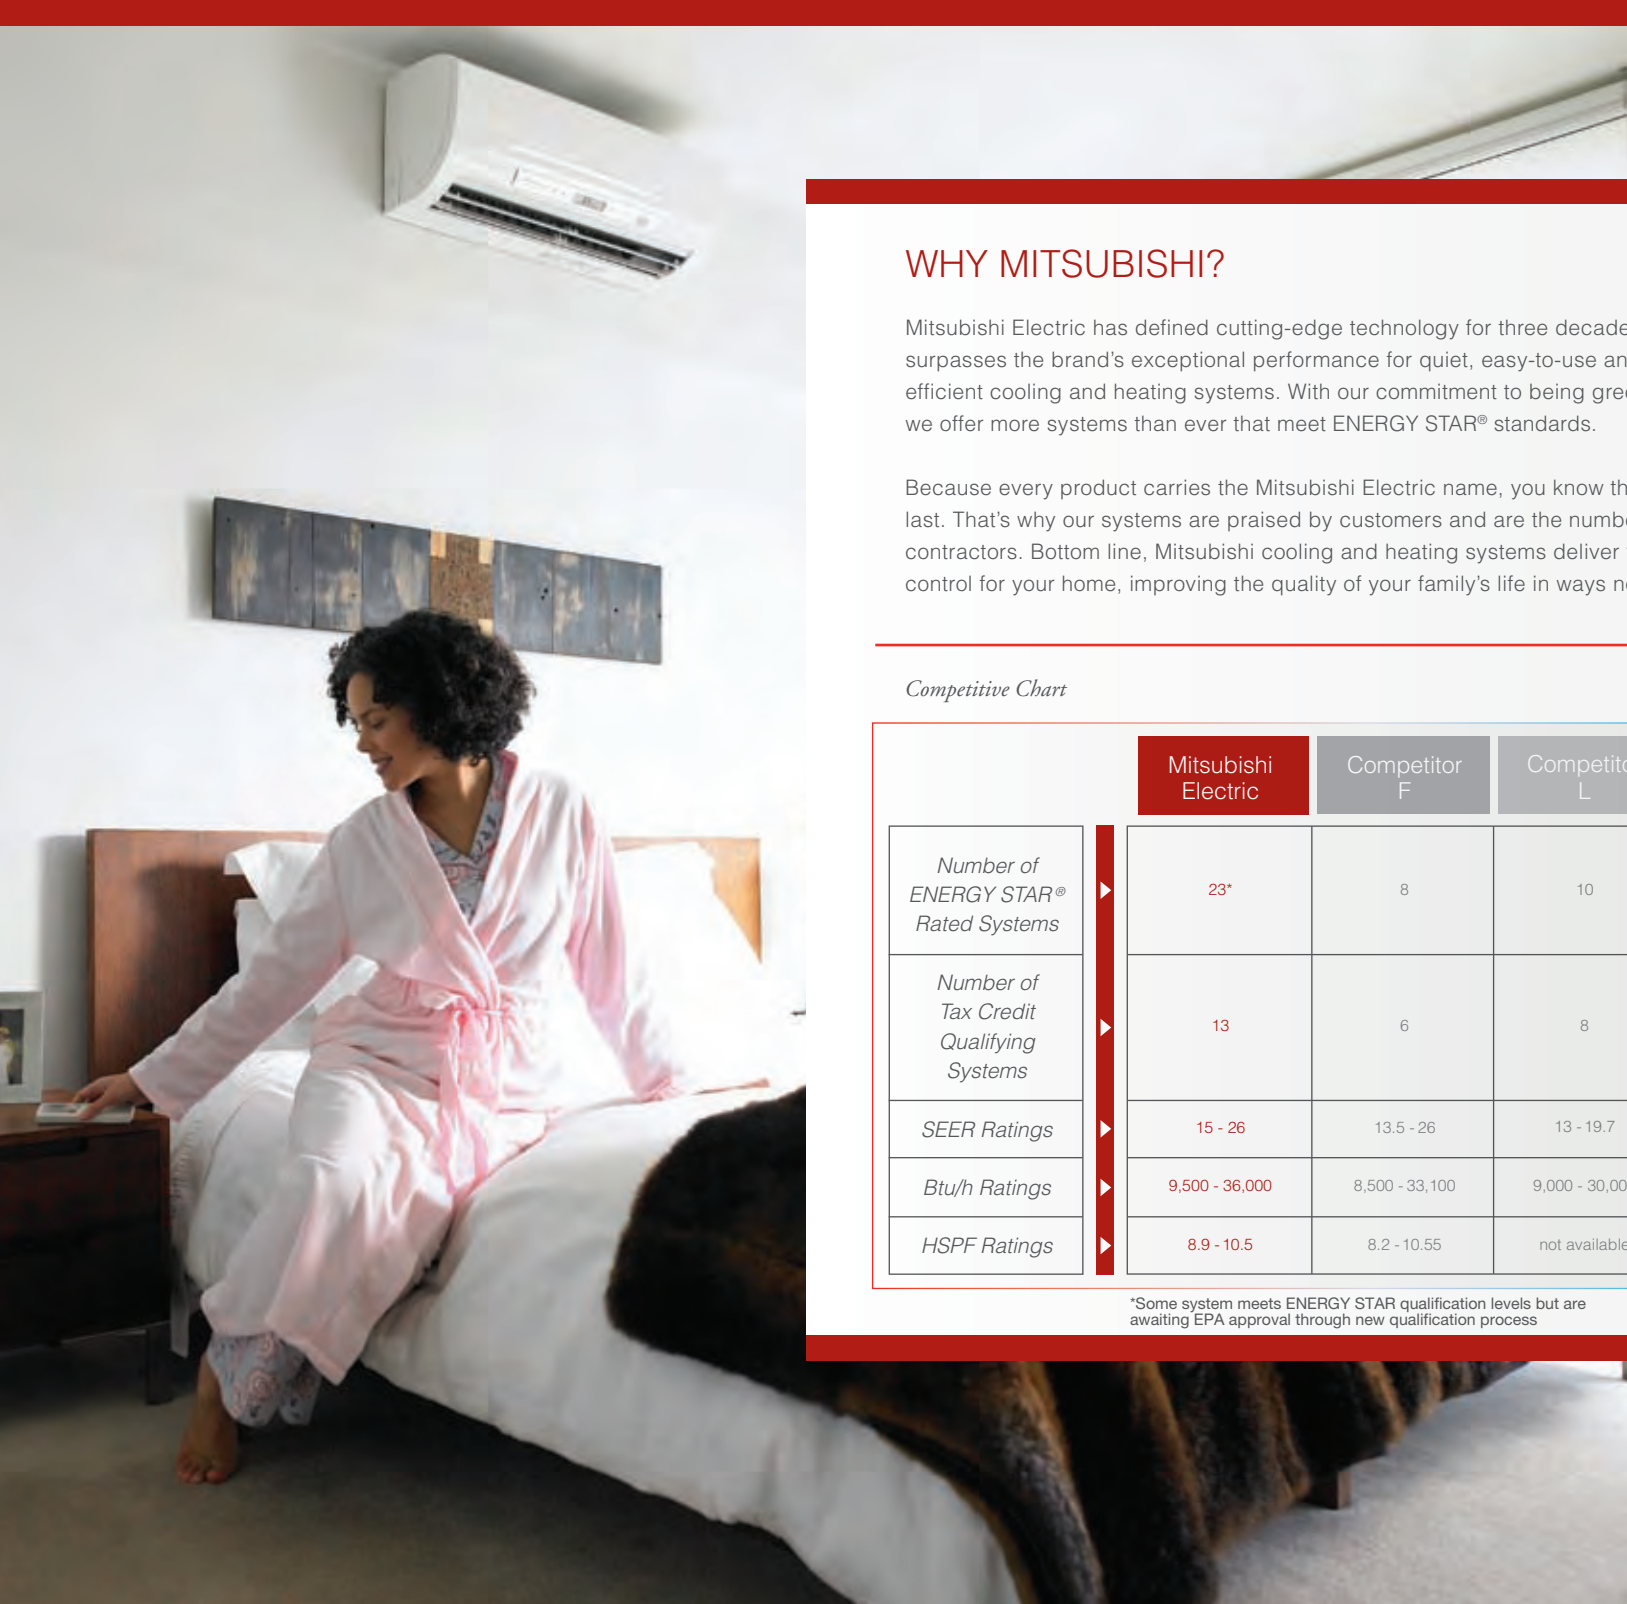 WHY MITSUBISHI?
Mitsubishi Electric has defined cutting-edge technology for three
surpasses the brand's exceptional performance for quiet, easy-to-use
efficient cooling and heating systems. With our commitment to being
we offer more systems than ever that meet ENERGY STAR® standards.
Because every product carries the Mitsubishi Electric name, you know
last. That's why our systems are praised by customers and are the
contractors. Bottom line, Mitsubishi cooling and heating systems deliver
control for your home, improving the quality of your family's life in ways
Competitive Chart
Mitsubishi Electric
Competitor F
L
Number of
ENERGY STAR®
Rated Systems
23* 8 10
Number of
Tax Credit
Qualifying
Systems
13 6 8
SEER Ratings 15 - 26 13.5 - 26 13 - 19.7
Btu/h Ratings 9,500 - 36,000 8,500 - 33,100 9,000 -
HSPF Ratings 8.9 - 10.5 8.2 - 10.55 not available
*Some system meets ENERGY STAR qualification levels but are
awaiting EPA approval through new qualification process